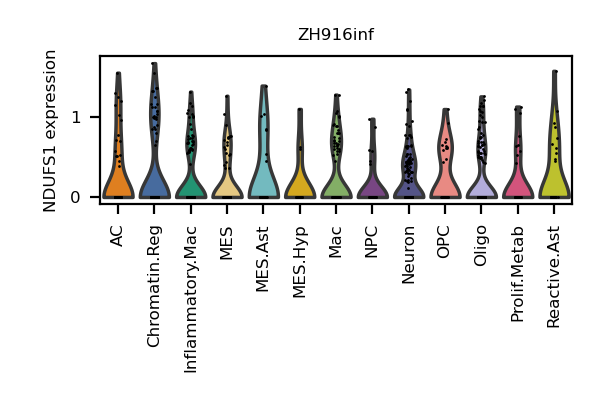 ZH916inf
NDUFS1 expression
1
0
AC
Chromatin.Reg
Inflammatory.Mac
MES
MES.Ast
MES.Hyp
Mac
NPC
Neuron
OPC
Oligo
Prolif.Metab
Reactive.Ast